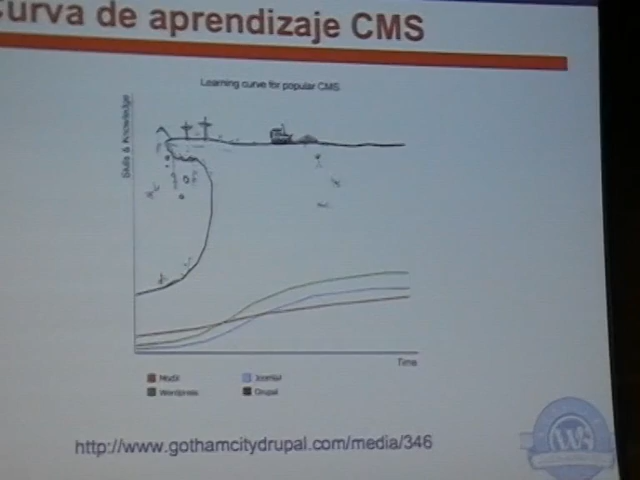 Curva de aprendizaje CMS
Learning curve for popular CMS
Skills & Knowledge
Time
ModX
Joomla!
Wordpress
Drupal
http://www.gothamcitydrupal.com/media/346